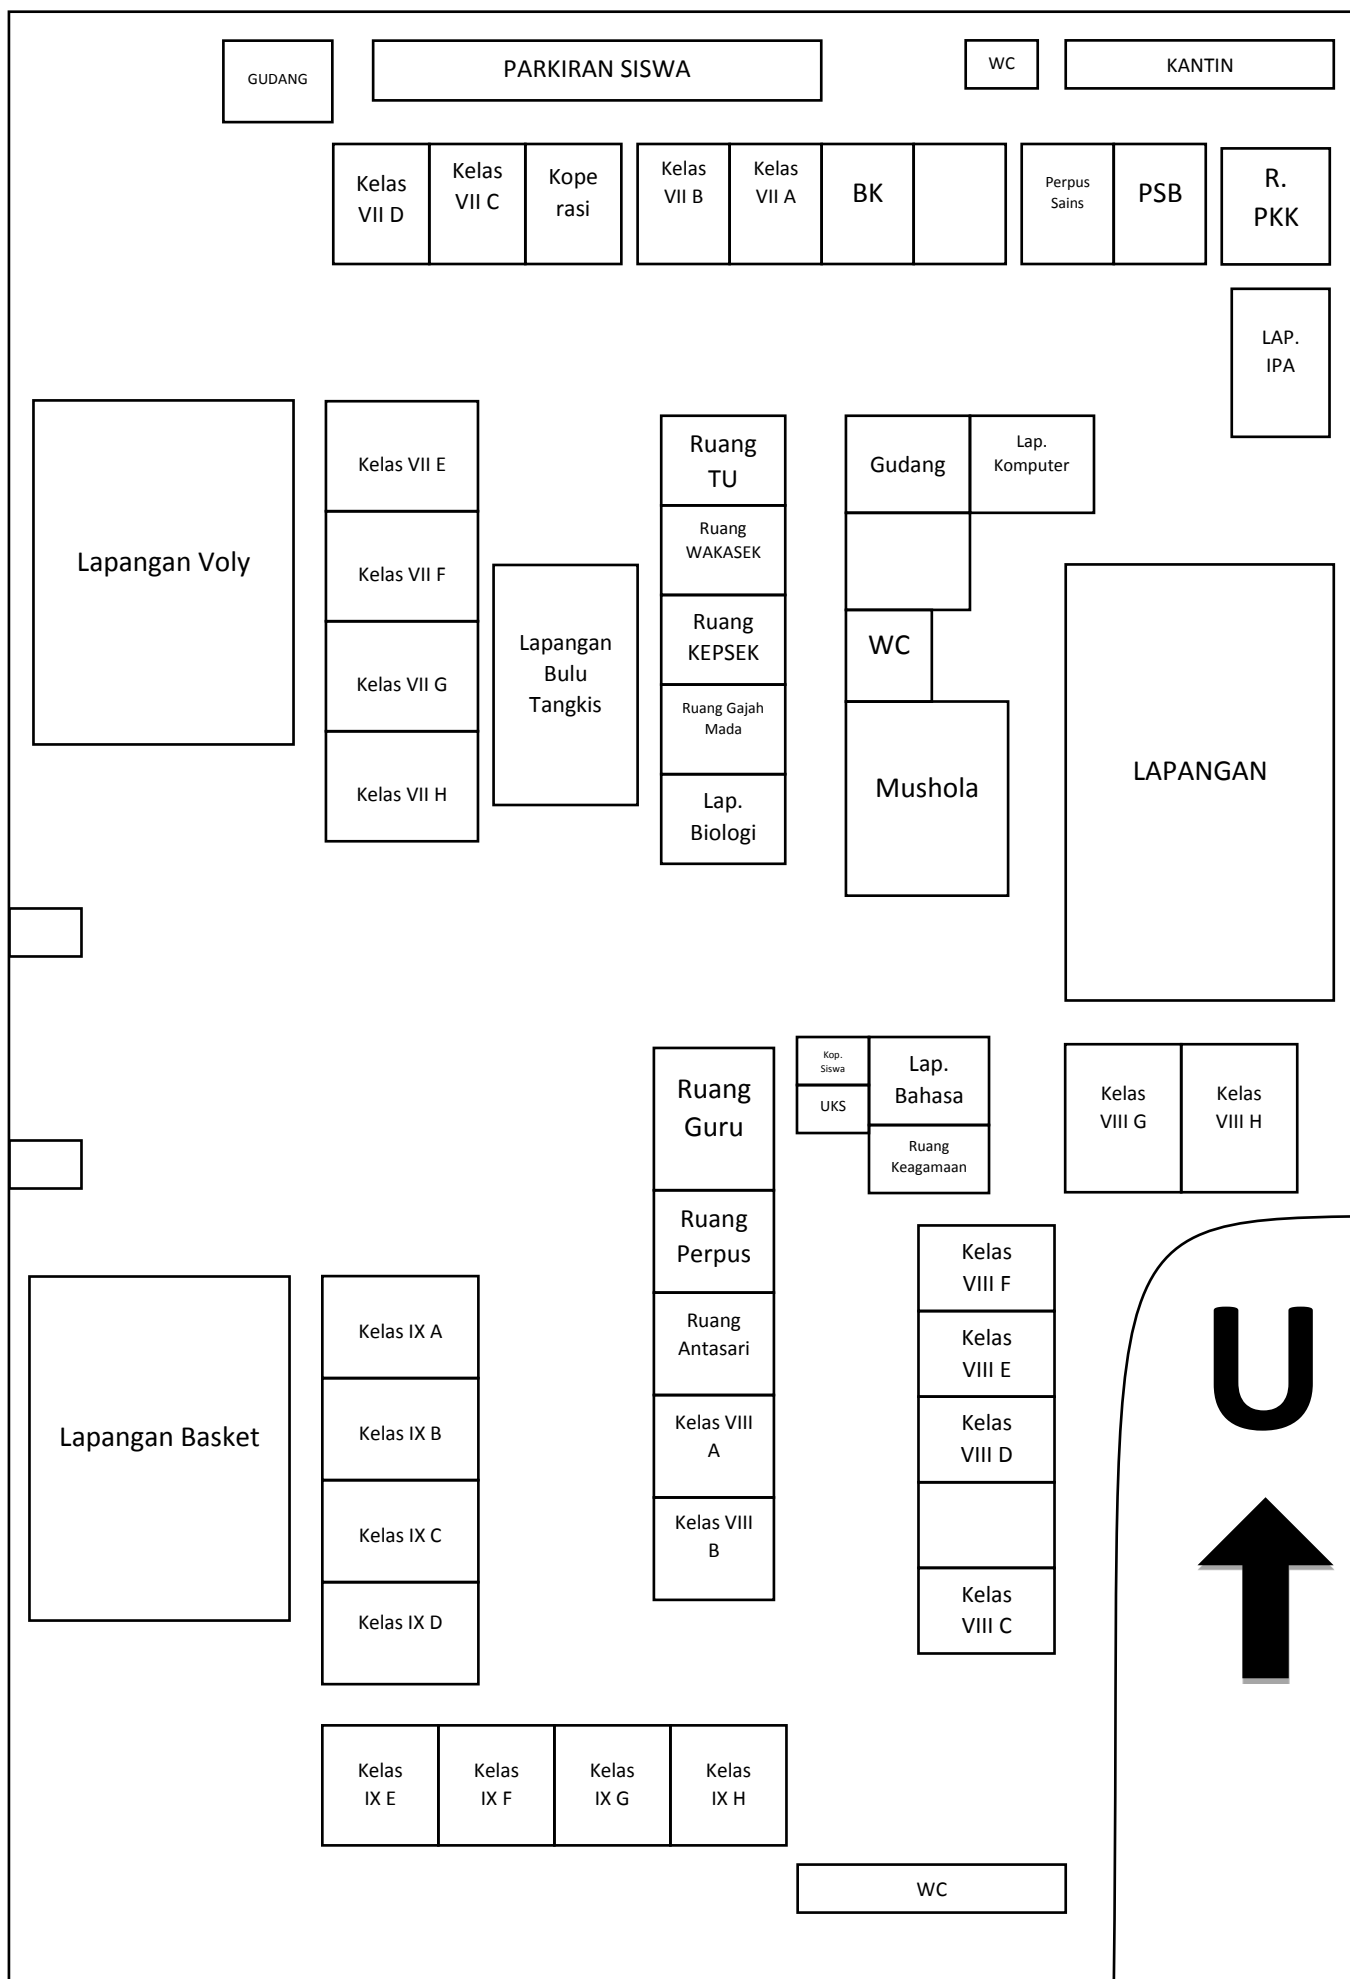 GUDANG
PARKIRAN SISWA
WC
KANTIN
Kelas
VII D
Kelas
VII C
Kope
rasi
Kelas
VII B
Kelas
VII A
BK
Perpus
Sains
PSB
R.
PKK
LAP.
IPA
Lapangan Voly
Kelas VII E
Kelas VII F
Kelas VII G
Kelas VII H
Lapangan
Bulu
Tangkis
Ruang
TU
Ruang
WAKASEK
Ruang
KEPSEK
Ruang Gajah
Mada
Lap.
Biologi
Gudang
Lap.
Komputer
WC
Mushola
LAPANGAN
Ruang
Guru
Ruang
Perpus
Ruang
Antasari
Kelas VIII
A
Kelas VIII
B
Kop.
Siswa
UKS
Lap.
Bahasa
Ruang
Keagamaan
Kelas
VIII G
Kelas
VIII H
Kelas
VIII F
Kelas
VIII E
Kelas
VIII D
Kelas
VIII C
U
Lapangan Basket
Kelas IX A
Kelas IX B
Kelas IX C
Kelas IX D
Kelas
IX E
Kelas
IX F
Kelas
IX G
Kelas
IX H
WC